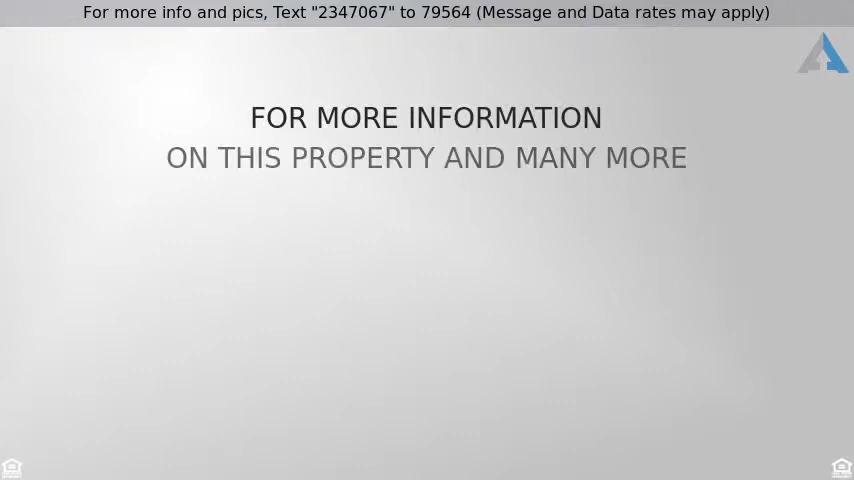 For more info and pics, Text "2347067" to 79564 (Message and Data rates may apply)
FOR MORE INFORMATION
ON THIS PROPERTY AND MANY MORE